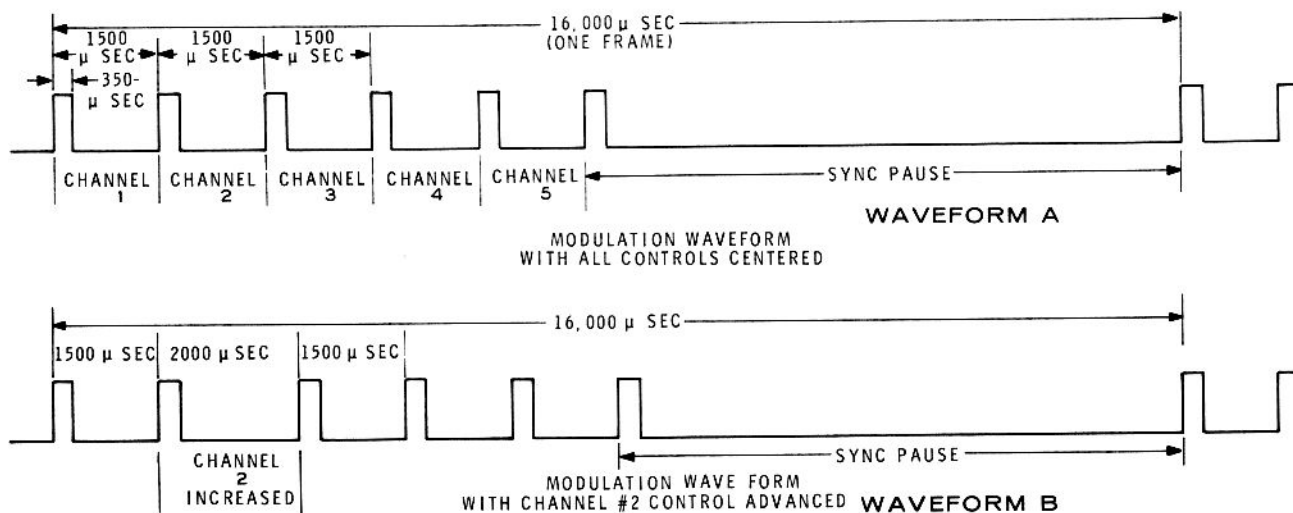 16,000 μ SEC
(ONE FRAME)
1500
μ SEC
1500
μ SEC
1500
μ SEC
350-
μ SEC
CHANNEL
1
CHANNEL
2
CHANNEL
3
CHANNEL
4
CHANNEL
5
SYNC PAUSE
WAVEFORM A
MODULATION WAVEFORM
WITH ALL CONTROLS CENTERED
16,000 μ SEC
1500 μ SEC
2000 μ SEC
1500 μ SEC
CHANNEL
2
INCREASED
SYNC PAUSE
MODULATION WAVE FORM
WITH CHANNEL #2 CONTROL ADVANCED
WAVEFORM B